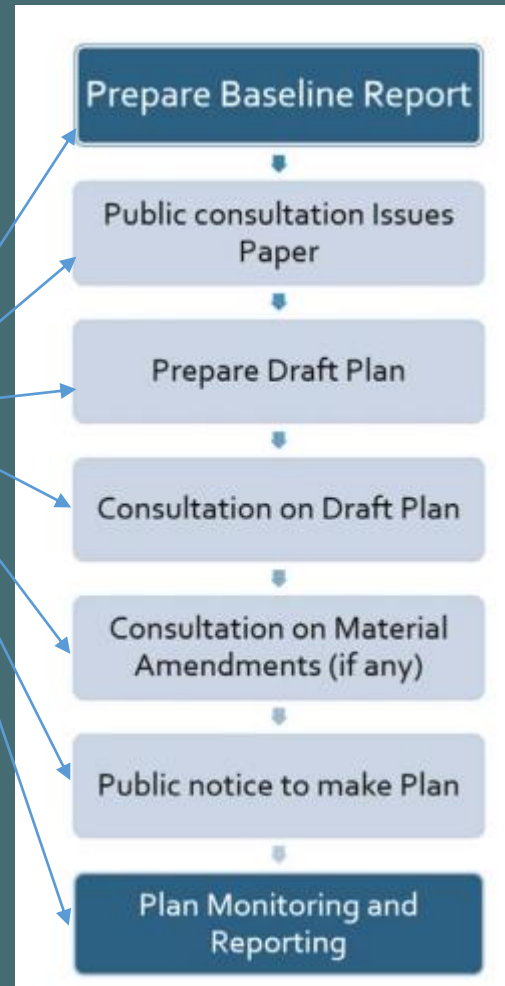 Prepare Baseline Report
Public consultation Issues
Paper
Prepare Draft Plan
Consultation on Draft Plan
Consultation on Material
Amendments (if any)
Public notice to make Plan
Plan Monitoring and
Reporting